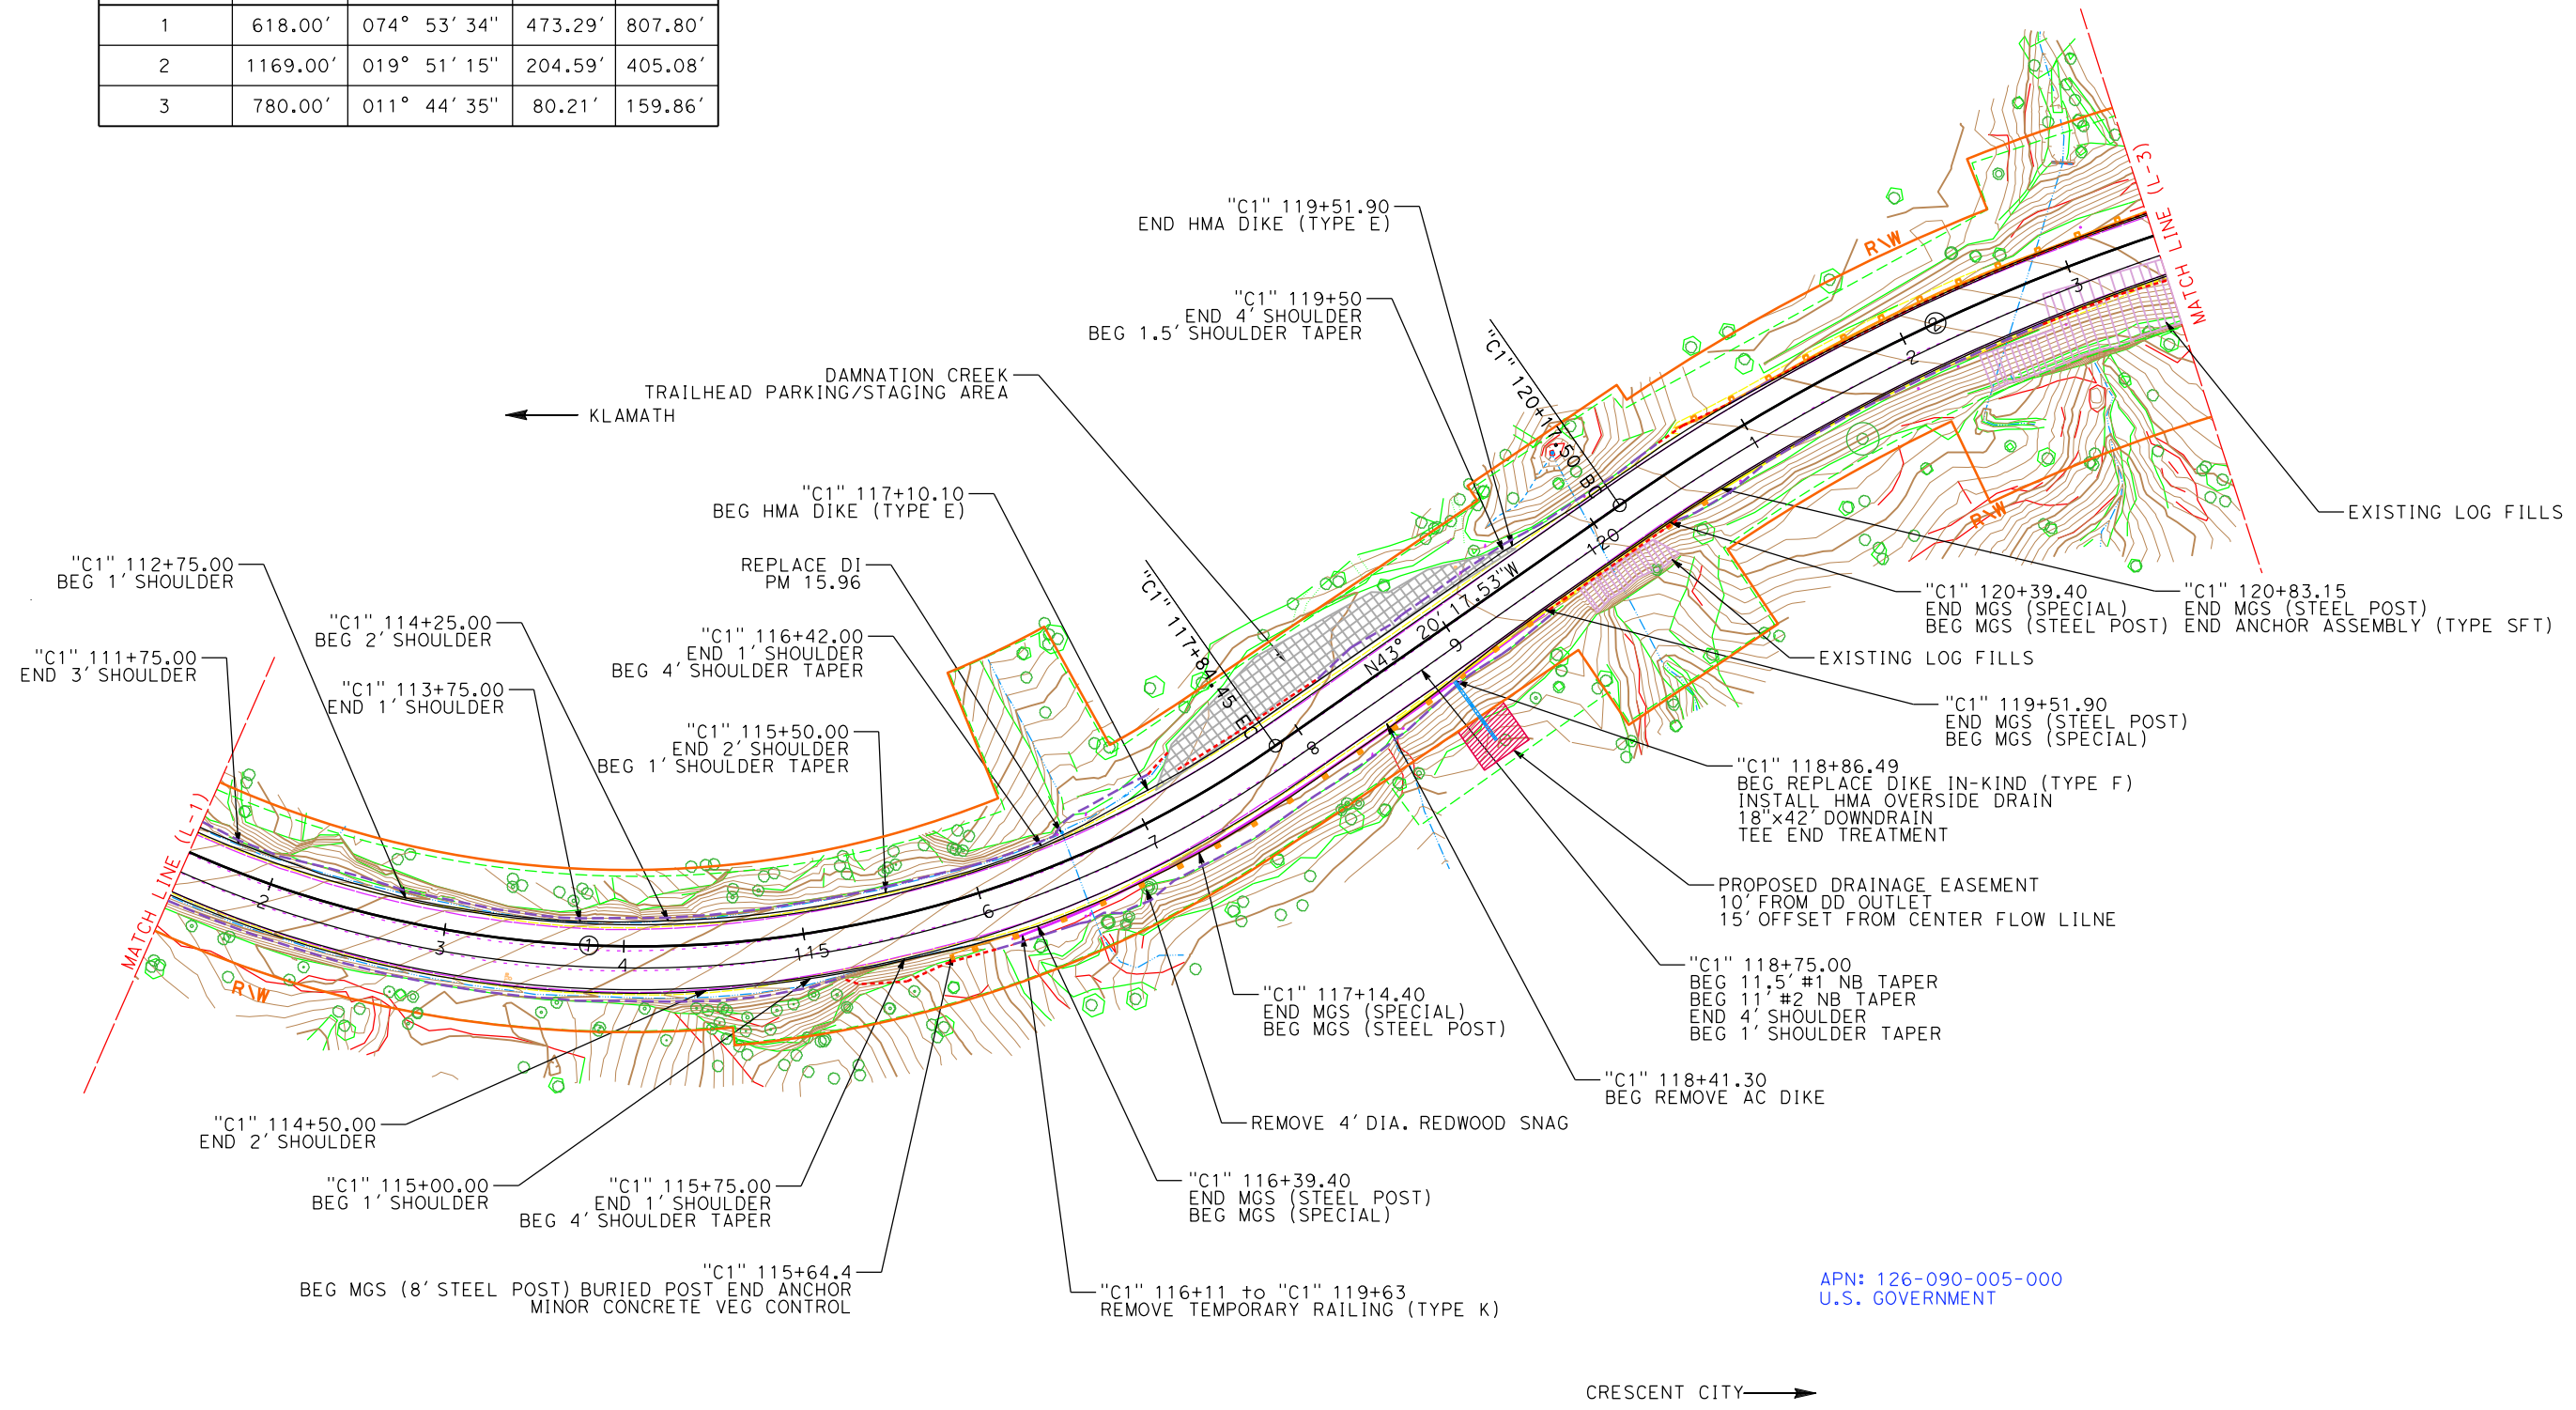 1 618.00' 074° 53' 34" 473.29' 807.80'
2 1169.00' 019° 51' 15" 204.59' 405.08'
3 780.00' 011° 44' 35" 80.21' 159.86'
"C1" 119+51.90
END HMA DIKE (TYPE E)
"C1" 119+50
END 4' SHOULDER
BEG 1.5' SHOULDER TAPER
DAMNATION CREEK
TRAILHEAD PARKING/STAGING AREA
KLAMATH
"C1" 117+10.10
BEG HMA DIKE (TYPE E)
REPLACE DI
PM 15.96
"C1" 116+42.00
END 1' SHOULDER
BEG 4' SHOULDER TAPER
"C1" 115+50.00
END 2' SHOULDER
BEG 1' SHOULDER TAPER
"C1" 112+75.00
BEG 1' SHOULDER
"C1" 114+25.00
BEG 2' SHOULDER
"C1" 111+75.00
END 3' SHOULDER
"C1" 113+75.00
END 1' SHOULDER
MATCH LINE (L-1)
R\W
2
3
1
4
115
6
7
8
9
120
1
2
2
3
"C1" 117+84.45 EC
N43° 20' 17.53"W
"C1" 120+17.50 BC
R\W
R\W
MATCH LINE (L-3)
MATCH LINE (L-3)
EXISTING LOG FILLS
"C1" 120+39.40
END MGS (SPECIAL)
BEG MGS (STEEL POST)
"C1" 120+83.15
END MGS (STEEL POST)
END ANCHOR ASSEMBLY (TYPE SFT)
EXISTING LOG FILLS
"C1" 119+51.90
END MGS (STEEL POST)
BEG MGS (SPECIAL)
"C1" 118+86.49
BEG REPLACE DIKE IN-KIND (TYPE F)
INSTALL HMA OVERSIDE DRAIN
18"x42' DOWNDRAIN
TEE END TREATMENT
PROPOSED DRAINAGE EASEMENT
10' FROM DD OUTLET
15' OFFSET FROM CENTER FLOW LILNE
"C1" 118+75.00
BEG 11.5' #1 NB TAPER
BEG 11' #2 NB TAPER
END 4' SHOULDER
BEG 1' SHOULDER TAPER
"C1" 117+14.40
END MGS (SPECIAL)
BEG MGS (STEEL POST)
"C1" 118+41.30
BEG REMOVE AC DIKE
REMOVE 4' DIA. REDWOOD SNAG
"C1" 114+50.00
END 2' SHOULDER
"C1" 115+00.00
BEG 1' SHOULDER
"C1" 115+75.00
END 1' SHOULDER
BEG 4' SHOULDER TAPER
"C1" 116+39.40
END MGS (STEEL POST)
BEG MGS (SPECIAL)
"C1" 115+64.4
BEG MGS (8' STEEL POST) BURIED POST END ANCHOR
MINOR CONCRETE VEG CONTROL
"C1" 116+11 to "C1" 119+63
REMOVE TEMPORARY RAILING (TYPE K)
APN: 126-090-005-000
U.S. GOVERNMENT
CRESCENT CITY